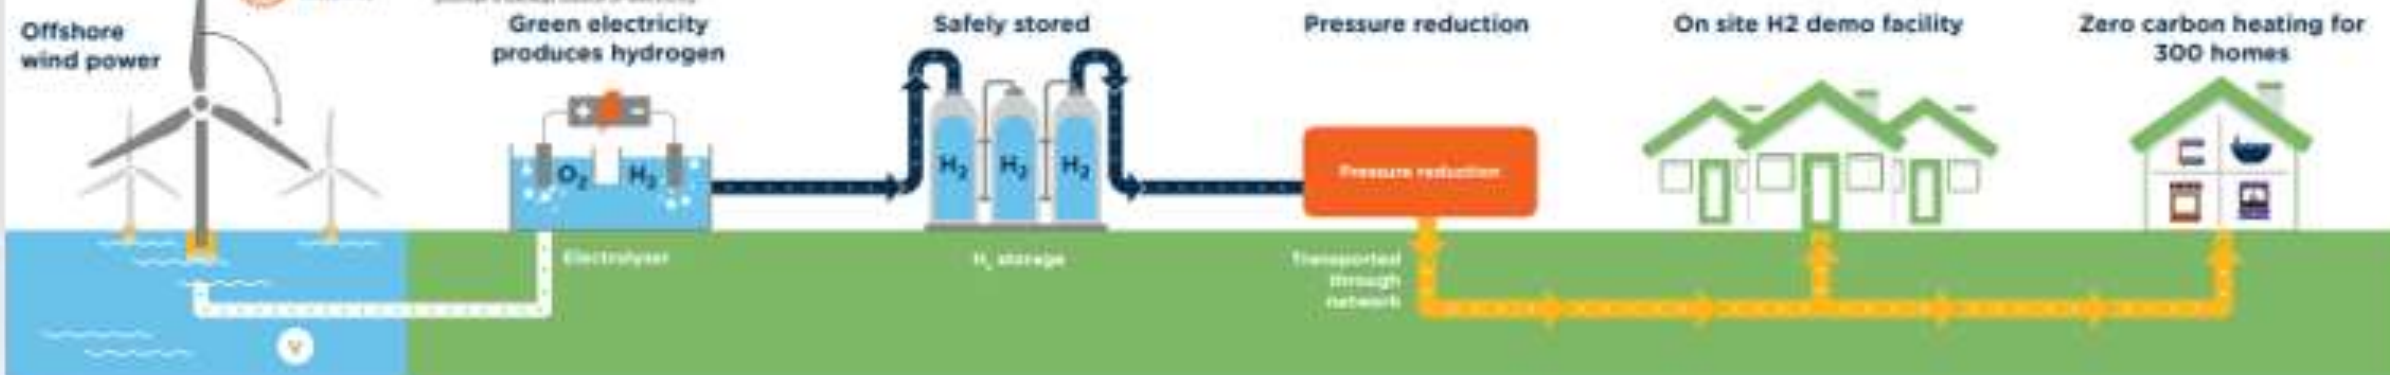 Offshore
wind power
Green electricity
produces hydrogen
Safely stored
Pressure reduction
On site H2 demo facility
Zero carbon heating for
300 homes
+ -
O₂ H₂
H₂ H₂ H₂
Pressure reduction
Electrolyser
H₂ storage
Transported
through
network
V